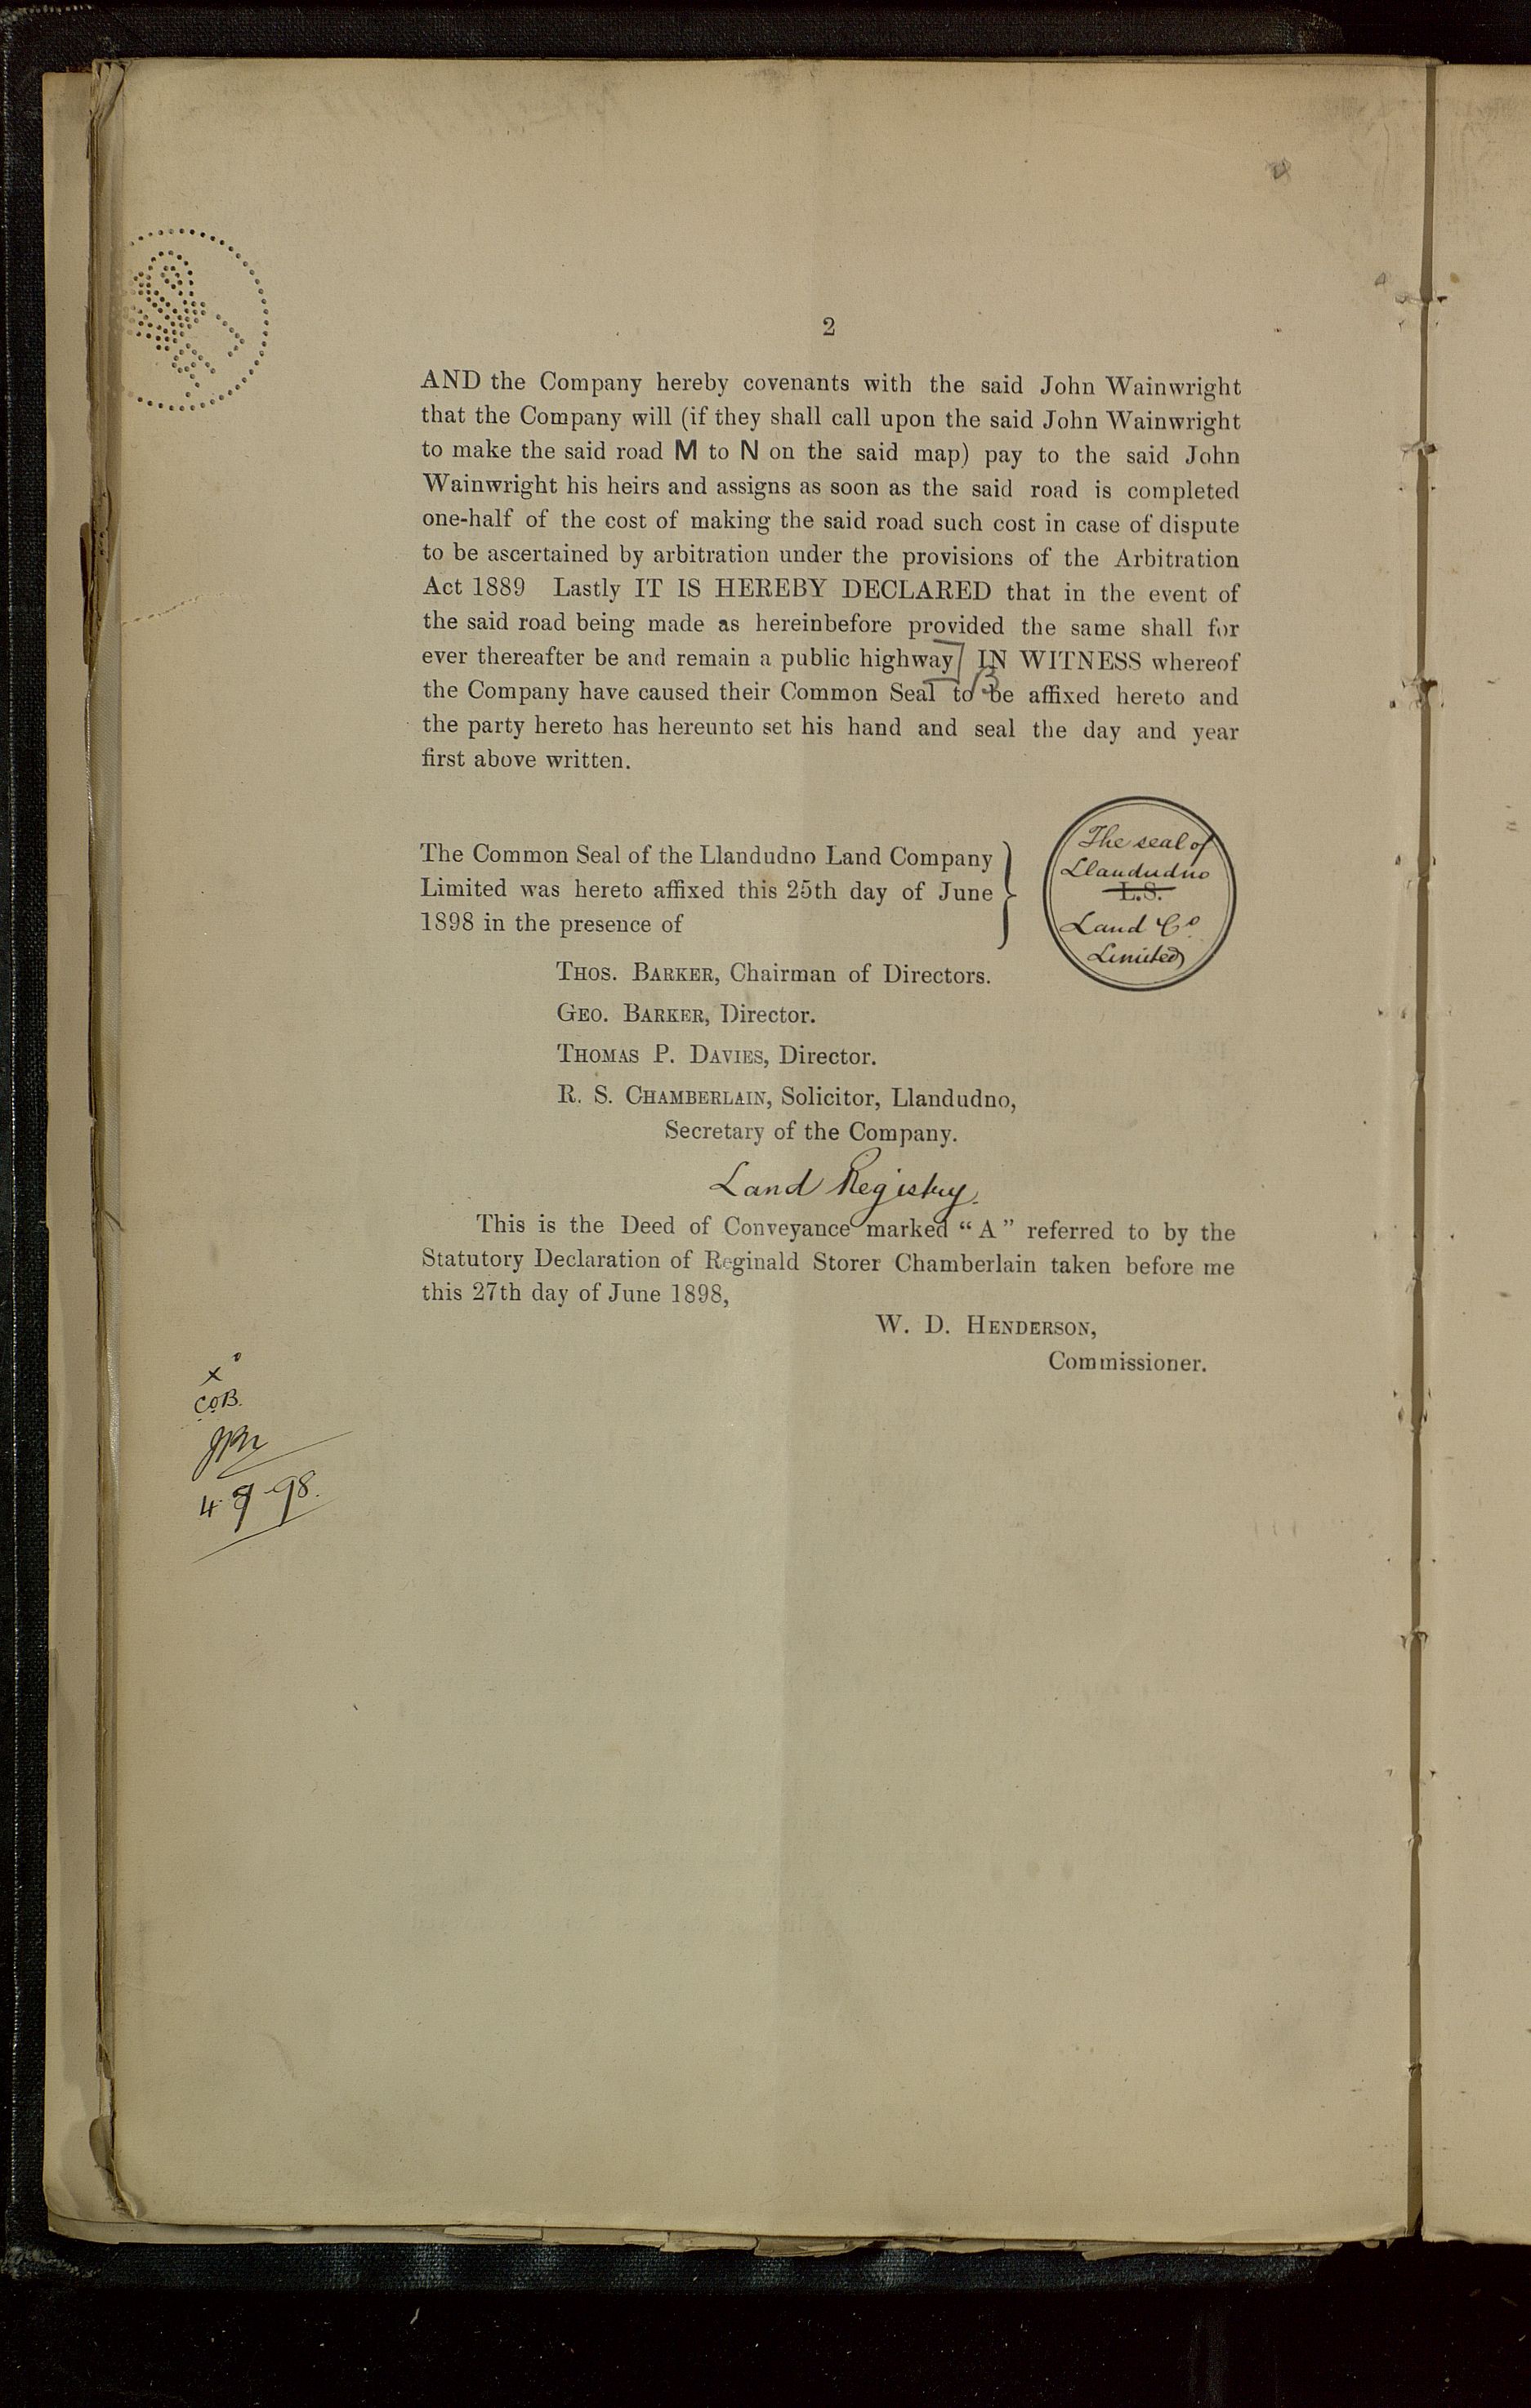 2
AND the Company hereby covenants with the said John Wainwright
that the Company will (if they shall call upon the said John Wainwright
to make the said road M to N on the said map) pay to the said John
Wainwright his heirs and assigns as soon as the said road is completed
one-half of the cost of making the said road such cost in case of dispute
to be ascertained by arbitration under the provisions of the Arbitration
Act 1889 Lastly IT IS HEREBY DECLARED that in the event of
the said road being made as hereinbefore provided the same shall for
ever thereafter be and remain a public highway IN WITNESS whereof
the Company have caused their Common Seal to be affixed hereto and
the party hereto has hereunto set his hand and seal the day and year
first above written.
The Common Seal of the Llandudno Land Company
Limited was hereto affixed this 25th day of June
1898 in the presence of
The seal of
Llandudno
L.S.
Land Co.
Limited
THOS. BARKER, Chairman of Directors.
GEO. BARKER, Director.
THOMAS P. DAVIES, Director.
R. S. CHAMBERLAIN, Solicitor, Llandudno,
Secretary of the Company.
Land Registry.
This is the Deed of Conveyance marked “A” referred to by the
Statutory Declaration of Reginald Storer Chamberlain taken before me
this 27th day of June 1898,
W. D. HENDERSON,
Commissioner.
C.O.B.
98.